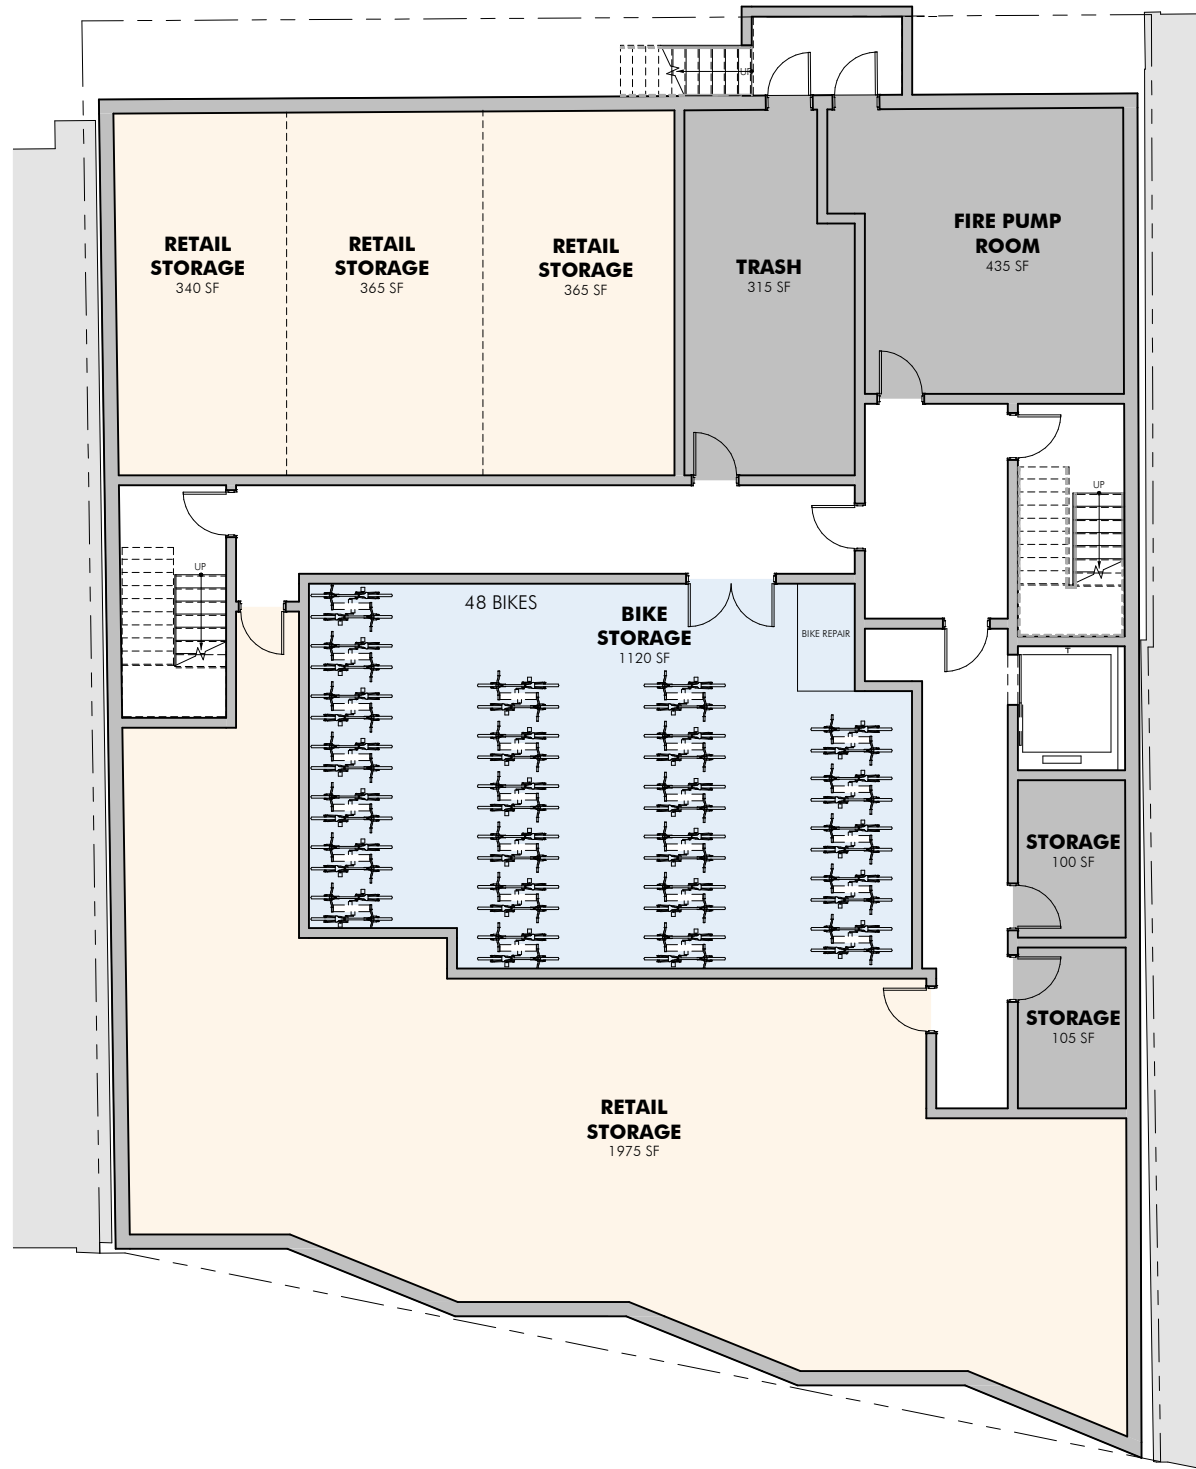 UP
RETAIL
STORAGE
340 SF
RETAIL
STORAGE
365 SF
RETAIL
STORAGE
365 SF
TRASH
315 SF
FIRE PUMP
ROOM
435 SF
UP
UP
48 BIKES
BIKE
STORAGE
1120 SF
BIKE REPAIR
STORAGE
100 SF
STORAGE
105 SF
RETAIL
STORAGE
1975 SF